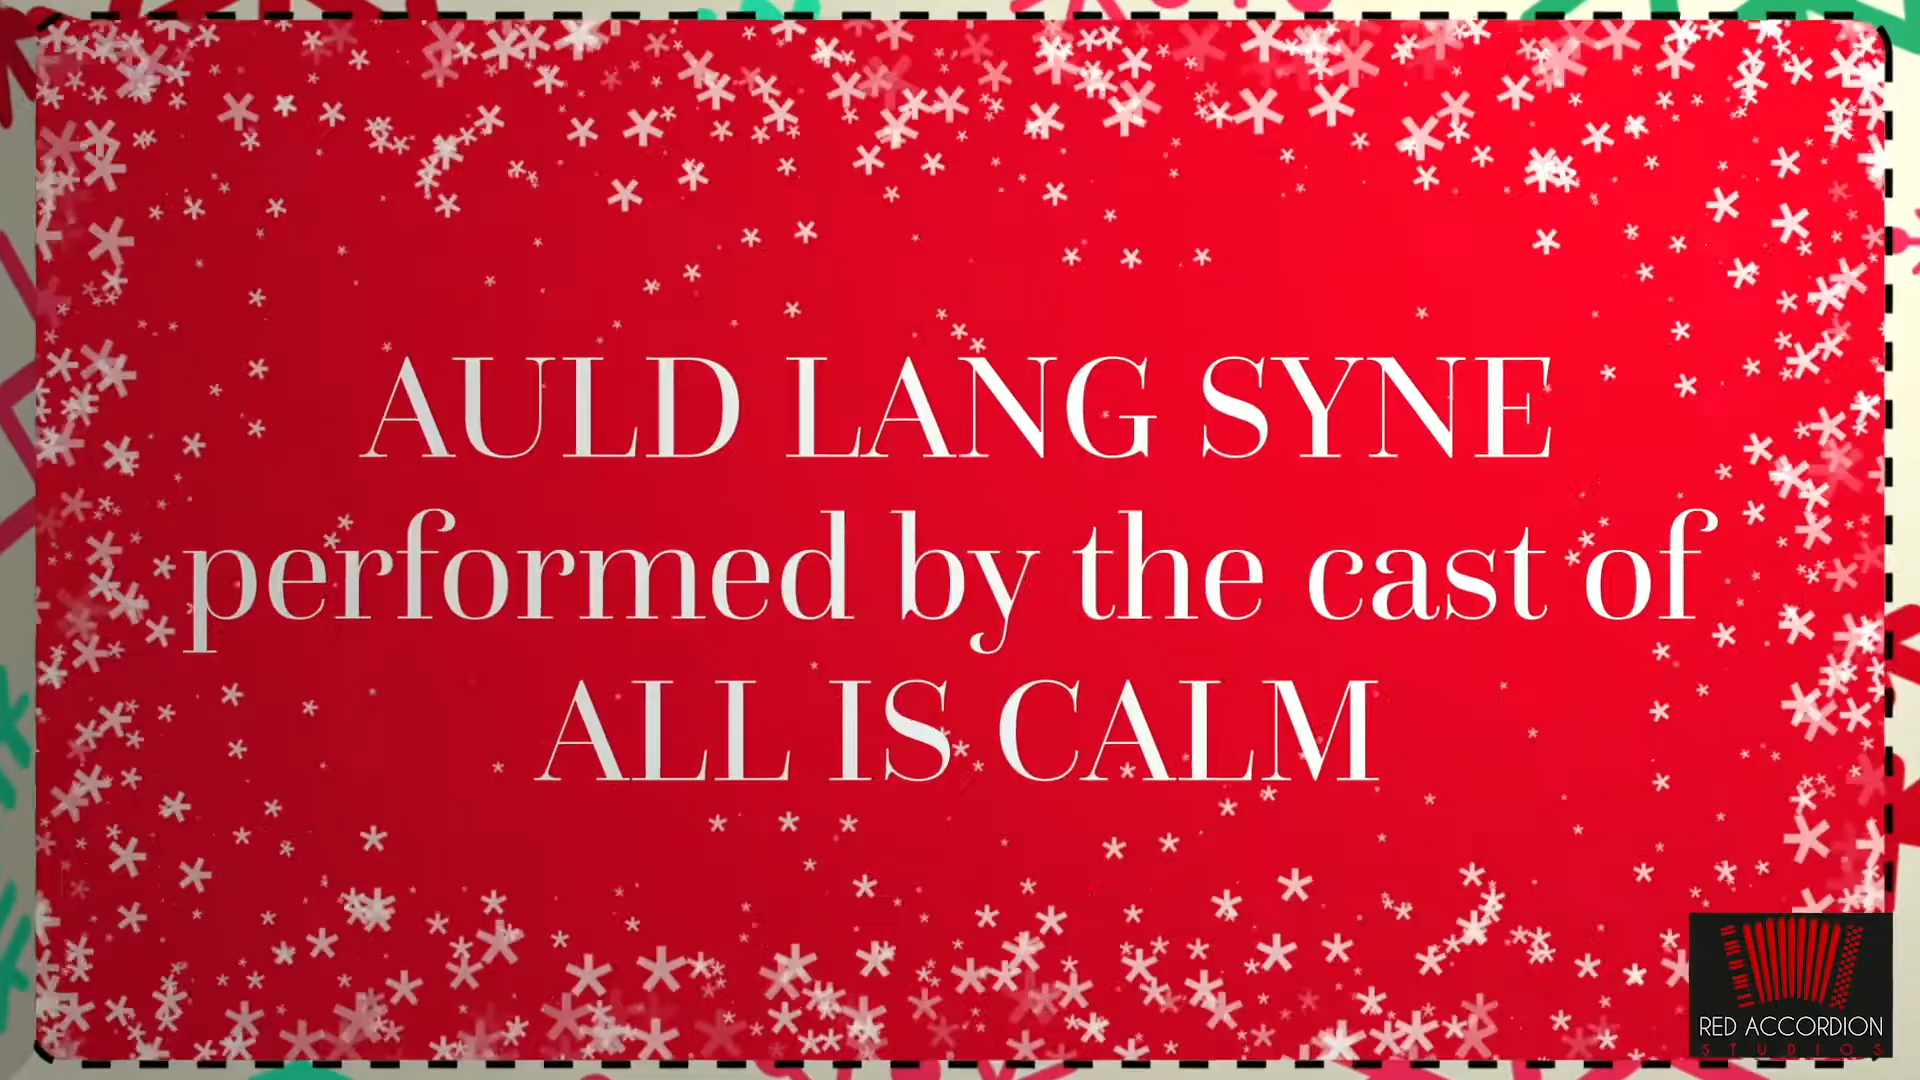 AULD LANG SYNE
performed by the cast of
ALL IS CALM
RED ACCORDION
STUDIOS